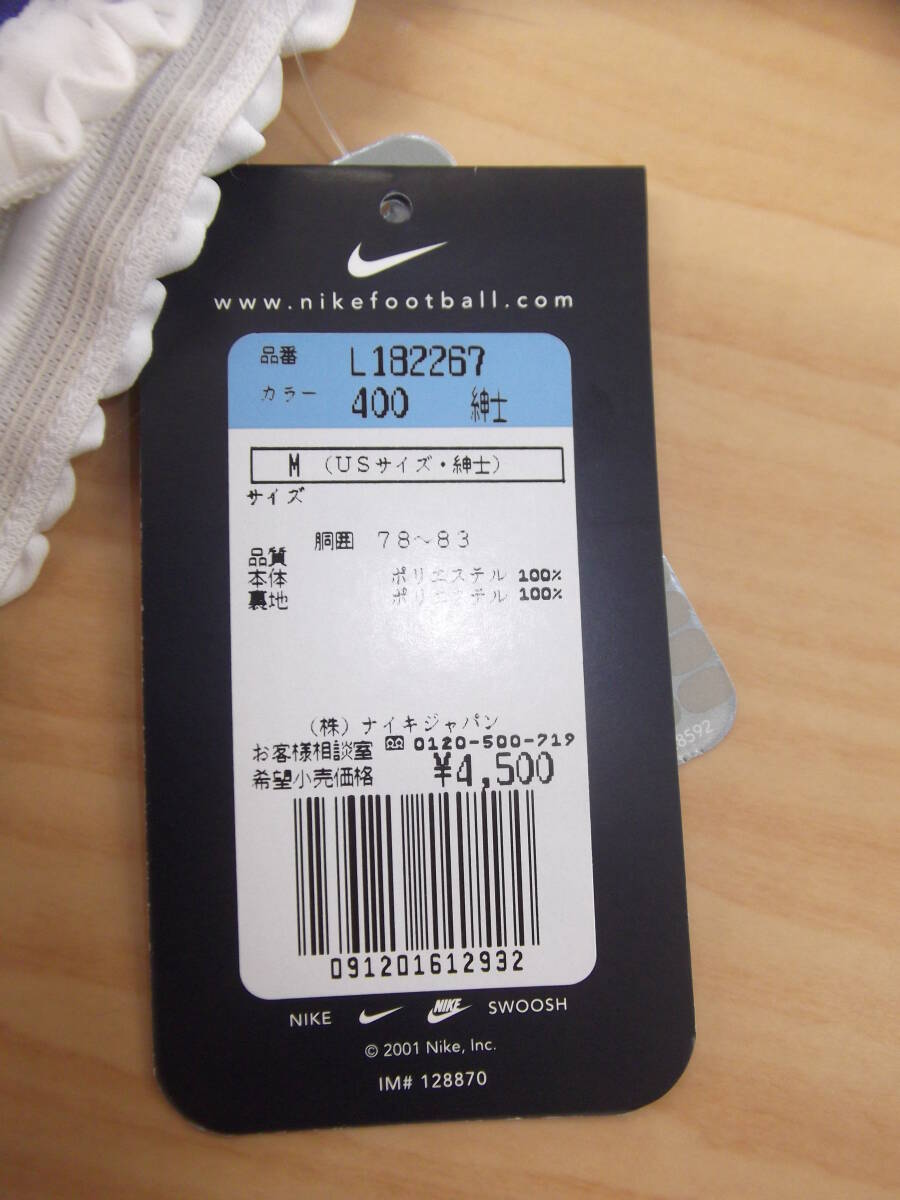 www.nikefootball.com
品番 L182267
カラー 400 紳士
M (USサイズ・紳士)
サイズ
胴囲 78~83
品質
本体 ポリエステル 100%
裏地 ポリエステル 100%
(株)ナイキジャパン
お客様相談室 0120-500-719
希望小売価格 ¥4,500
091201612932
NIKE NIKE SWOOSH
© 2001 Nike, Inc.
IM# 128870
8592